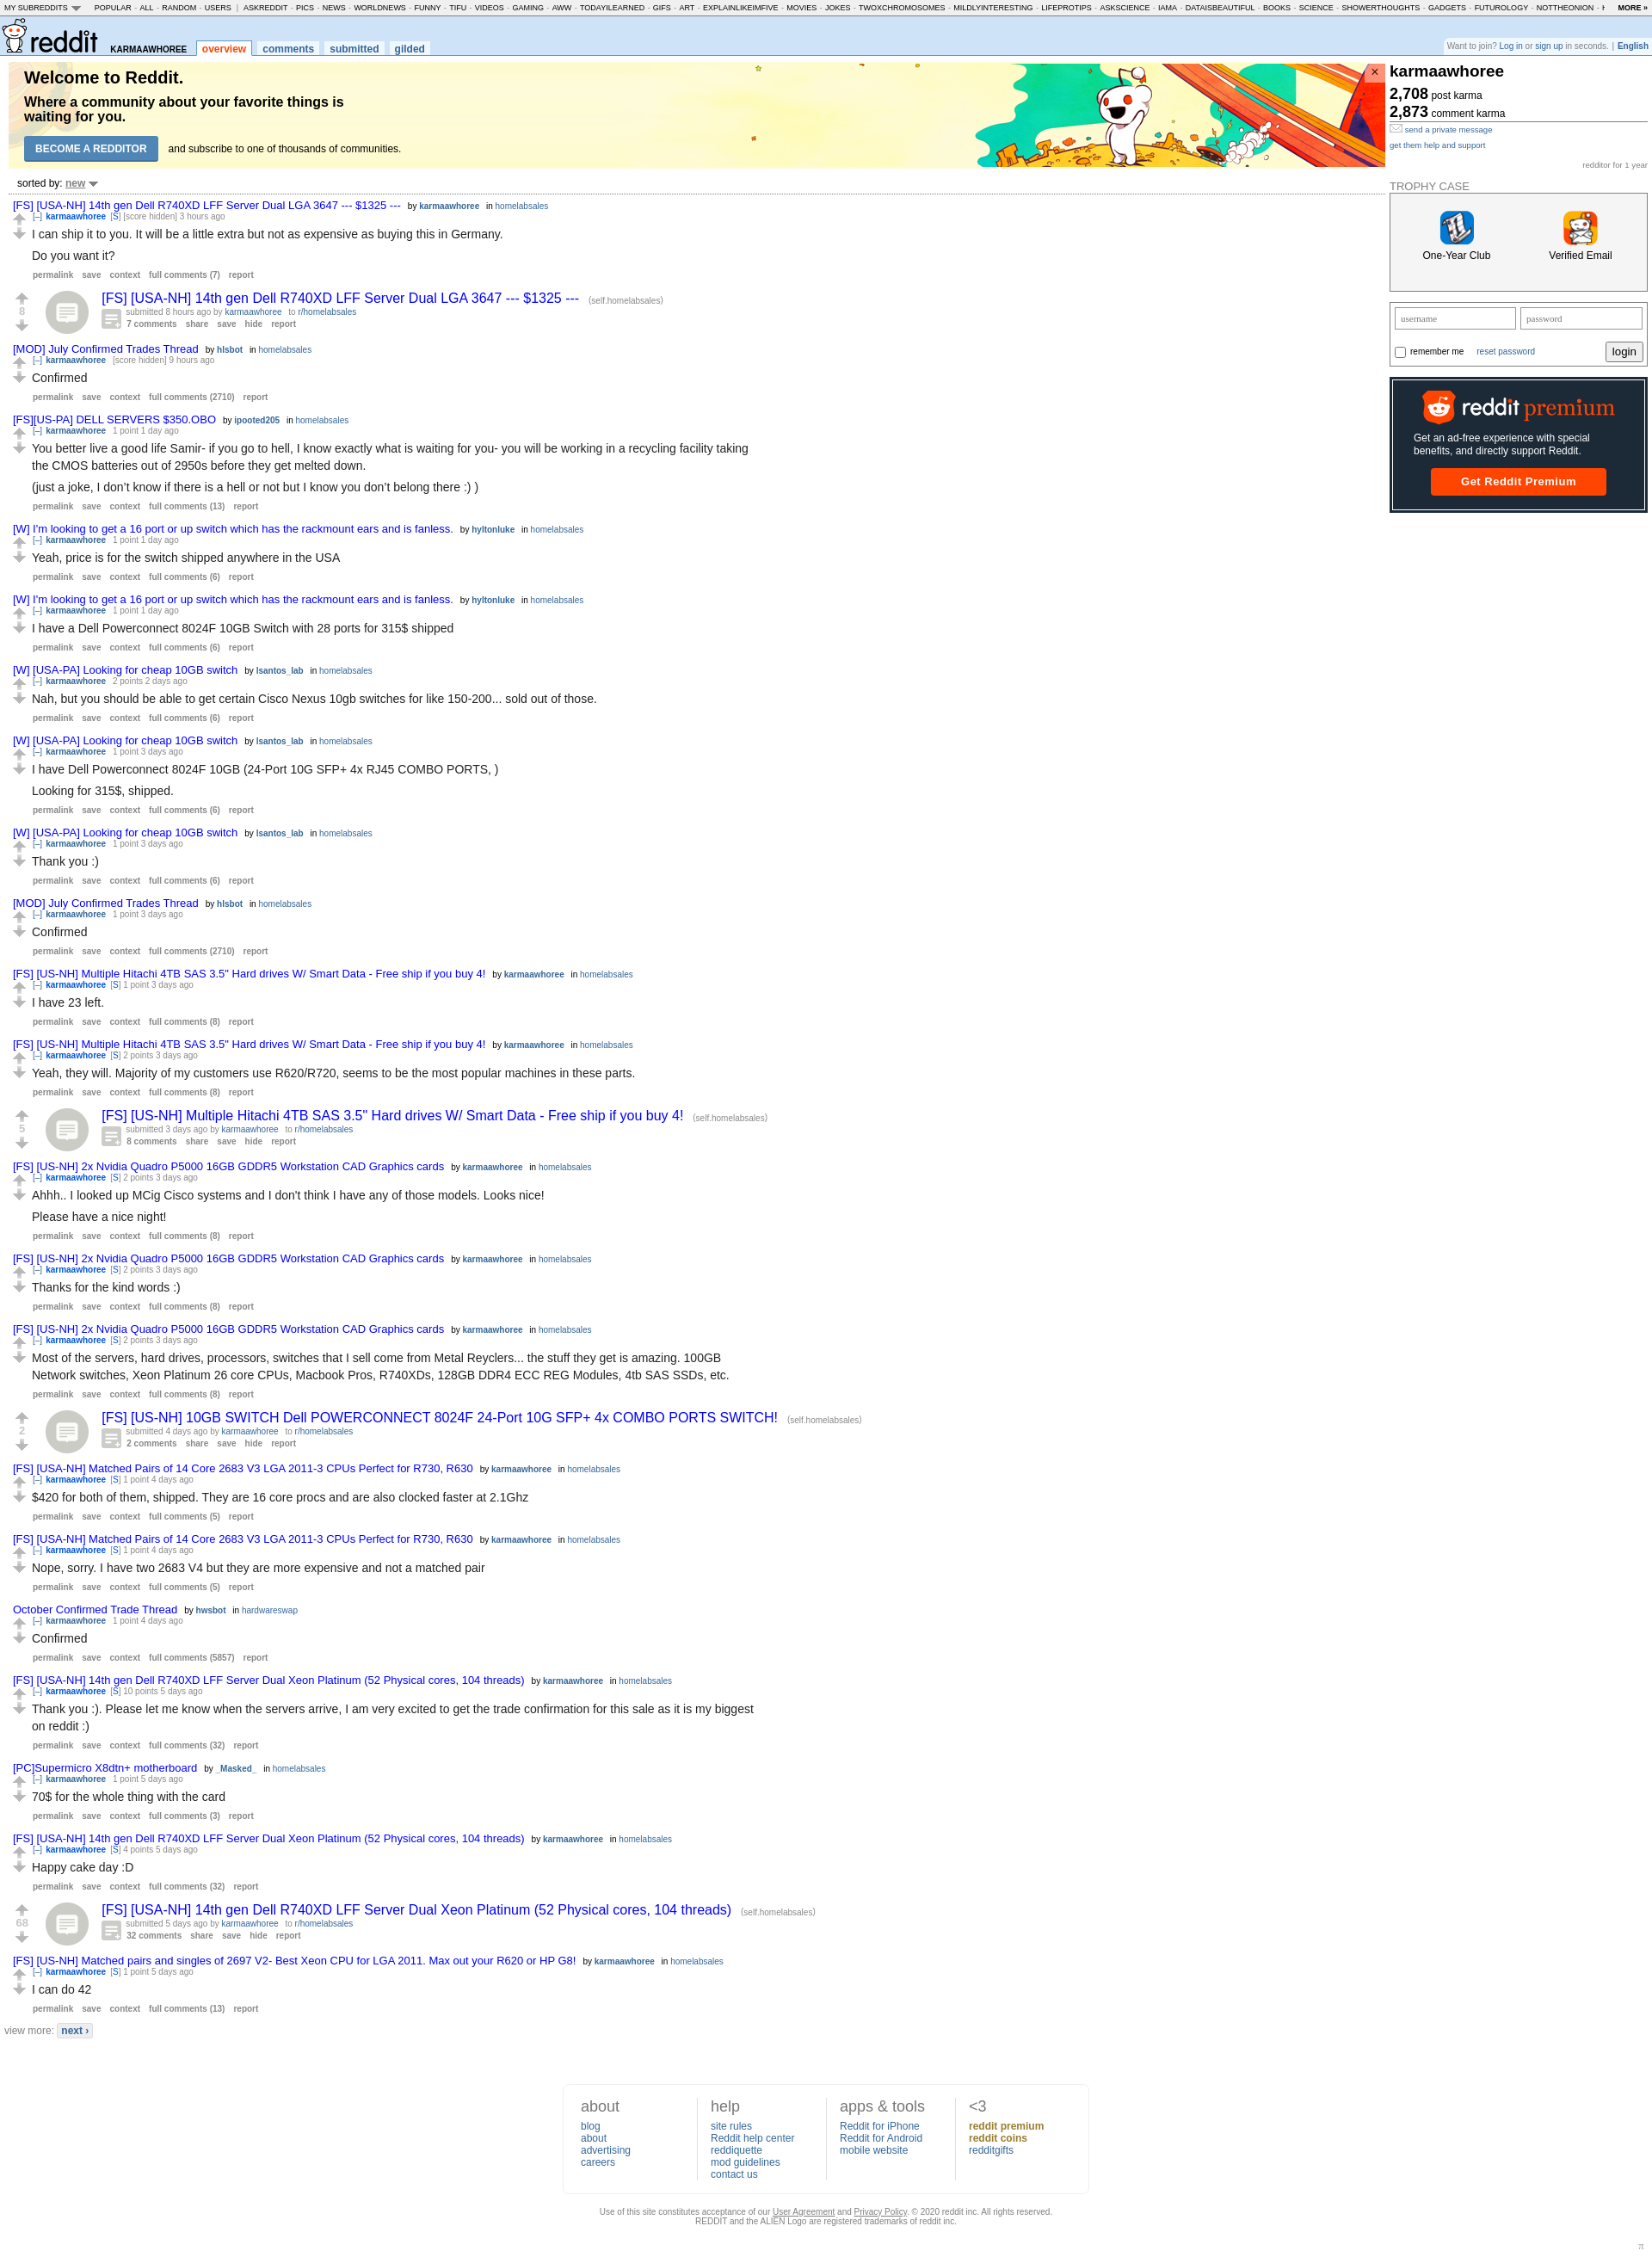 MY SUBREDDITS POPULAR - ALL - RANDOM - USERS | ASKREDDIT - PICS - NEWS - WORLDNEWS - FUNNY - TIFU - VIDEOS - GAMING - AWW - TODAYILEARNED - GIFS - ART - EXPLAINLIKEIMFIVE - MOVIES - JOKES - TWOXCHROMOSOMES - MILDLYINTERESTING - LIFEPROTIPS - ASKSCIENCE - IAMA - DATAISBEAUTIFUL - BOOKS - SCIENCE - SHOWERTHOUGHTS - GADGETS - FUTUROLOGY - NOTTHEONION - MORE »
reddit KARMAAWHOREE overview comments submitted gilded
Want to join? Log in or sign up in seconds. | English
Welcome to Reddit.
Where a community about your favorite things is
waiting for you.
BECOME A REDDITOR and subscribe to one of thousands of communities.
×
sorted by: new
[FS] [USA-NH] 14th gen Dell R740XD LFF Server Dual LGA 3647 --- $1325 --- by karmaawhoree in homelabsales
[–] karmaawhoree [S] [score hidden] 3 hours ago
I can ship it to you. It will be a little extra but not as expensive as buying this in Germany.
Do you want it?
permalink save context full comments (7) report
[FS] [USA-NH] 14th gen Dell R740XD LFF Server Dual LGA 3647 --- $1325 --- (self.homelabsales)
8
submitted 8 hours ago by karmaawhoree to r/homelabsales
7 comments share save hide report
[MOD] July Confirmed Trades Thread by hlsbot in homelabsales
[–] karmaawhoree [score hidden] 9 hours ago
Confirmed
permalink save context full comments (2710) report
[FS][US-PA] DELL SERVERS $350.OBO by ipooted205 in homelabsales
[–] karmaawhoree 1 point 1 day ago
You better live a good life Samir- if you go to hell, I know exactly what is waiting for you- you will be working in a recycling facility taking
the CMOS batteries out of 2950s before they get melted down.
(just a joke, I don’t know if there is a hell or not but I know you don’t belong there :) )
permalink save context full comments (13) report
[W] I'm looking to get a 16 port or up switch which has the rackmount ears and is fanless. by hyltonluke in homelabsales
[–] karmaawhoree 1 point 1 day ago
Yeah, price is for the switch shipped anywhere in the USA
permalink save context full comments (6) report
[W] I'm looking to get a 16 port or up switch which has the rackmount ears and is fanless. by hyltonluke in homelabsales
[–] karmaawhoree 1 point 1 day ago
I have a Dell Powerconnect 8024F 10GB Switch with 28 ports for 315$ shipped
permalink save context full comments (6) report
[W] [USA-PA] Looking for cheap 10GB switch by lsantos_lab in homelabsales
[–] karmaawhoree 2 points 2 days ago
Nah, but you should be able to get certain Cisco Nexus 10gb switches for like 150-200... sold out of those.
permalink save context full comments (6) report
[W] [USA-PA] Looking for cheap 10GB switch by lsantos_lab in homelabsales
[–] karmaawhoree 1 point 3 days ago
I have Dell Powerconnect 8024F 10GB (24-Port 10G SFP+ 4x RJ45 COMBO PORTS, )
Looking for 315$, shipped.
permalink save context full comments (6) report
[W] [USA-PA] Looking for cheap 10GB switch by lsantos_lab in homelabsales
[–] karmaawhoree 1 point 3 days ago
Thank you :)
permalink save context full comments (6) report
[MOD] July Confirmed Trades Thread by hlsbot in homelabsales
[–] karmaawhoree 1 point 3 days ago
Confirmed
permalink save context full comments (2710) report
[FS] [US-NH] Multiple Hitachi 4TB SAS 3.5" Hard drives W/ Smart Data - Free ship if you buy 4! by karmaawhoree in homelabsales
[–] karmaawhoree [S] 1 point 3 days ago
I have 23 left.
permalink save context full comments (8) report
[FS] [US-NH] Multiple Hitachi 4TB SAS 3.5" Hard drives W/ Smart Data - Free ship if you buy 4! by karmaawhoree in homelabsales
[–] karmaawhoree [S] 2 points 3 days ago
Yeah, they will. Majority of my customers use R620/R720, seems to be the most popular machines in these parts.
permalink save context full comments (8) report
[FS] [US-NH] Multiple Hitachi 4TB SAS 3.5" Hard drives W/ Smart Data - Free ship if you buy 4! (self.homelabsales)
5
submitted 3 days ago by karmaawhoree to r/homelabsales
8 comments share save hide report
[FS] [US-NH] 2x Nvidia Quadro P5000 16GB GDDR5 Workstation CAD Graphics cards by karmaawhoree in homelabsales
[–] karmaawhoree [S] 2 points 3 days ago
Ahhh.. I looked up MCig Cisco systems and I don't think I have any of those models. Looks nice!
Please have a nice night!
permalink save context full comments (8) report
[FS] [US-NH] 2x Nvidia Quadro P5000 16GB GDDR5 Workstation CAD Graphics cards by karmaawhoree in homelabsales
[–] karmaawhoree [S] 2 points 3 days ago
Thanks for the kind words :)
permalink save context full comments (8) report
[FS] [US-NH] 2x Nvidia Quadro P5000 16GB GDDR5 Workstation CAD Graphics cards by karmaawhoree in homelabsales
[–] karmaawhoree [S] 2 points 3 days ago
Most of the servers, hard drives, processors, switches that I sell come from Metal Reyclers... the stuff they get is amazing. 100GB
Network switches, Xeon Platinum 26 core CPUs, Macbook Pros, R740XDs, 128GB DDR4 ECC REG Modules, 4tb SAS SSDs, etc.
permalink save context full comments (8) report
[FS] [US-NH] 10GB SWITCH Dell POWERCONNECT 8024F 24-Port 10G SFP+ 4x COMBO PORTS SWITCH! (self.homelabsales)
2
submitted 4 days ago by karmaawhoree to r/homelabsales
2 comments share save hide report
[FS] [USA-NH] Matched Pairs of 14 Core 2683 V3 LGA 2011-3 CPUs Perfect for R730, R630 by karmaawhoree in homelabsales
[–] karmaawhoree [S] 1 point 4 days ago
$420 for both of them, shipped. They are 16 core procs and are also clocked faster at 2.1Ghz
permalink save context full comments (5) report
[FS] [USA-NH] Matched Pairs of 14 Core 2683 V3 LGA 2011-3 CPUs Perfect for R730, R630 by karmaawhoree in homelabsales
[–] karmaawhoree [S] 1 point 4 days ago
Nope, sorry. I have two 2683 V4 but they are more expensive and not a matched pair
permalink save context full comments (5) report
October Confirmed Trade Thread by hwsbot in hardwareswap
[–] karmaawhoree 1 point 4 days ago
Confirmed
permalink save context full comments (5857) report
[FS] [USA-NH] 14th gen Dell R740XD LFF Server Dual Xeon Platinum (52 Physical cores, 104 threads) by karmaawhoree in homelabsales
[–] karmaawhoree [S] 10 points 5 days ago
Thank you :). Please let me know when the servers arrive, I am very excited to get the trade confirmation for this sale as it is my biggest
on reddit :)
permalink save context full comments (32) report
[PC]Supermicro X8dtn+ motherboard by _Masked_ in homelabsales
[–] karmaawhoree 1 point 5 days ago
70$ for the whole thing with the card
permalink save context full comments (3) report
[FS] [USA-NH] 14th gen Dell R740XD LFF Server Dual Xeon Platinum (52 Physical cores, 104 threads) by karmaawhoree in homelabsales
[–] karmaawhoree [S] 4 points 5 days ago
Happy cake day :D
permalink save context full comments (32) report
[FS] [USA-NH] 14th gen Dell R740XD LFF Server Dual Xeon Platinum (52 Physical cores, 104 threads) (self.homelabsales)
68
submitted 5 days ago by karmaawhoree to r/homelabsales
32 comments share save hide report
[FS] [US-NH] Matched pairs and singles of 2697 V2- Best Xeon CPU for LGA 2011. Max out your R620 or HP G8! by karmaawhoree in homelabsales
[–] karmaawhoree [S] 1 point 5 days ago
I can do 42
permalink save context full comments (13) report
view more: next ›
karmaawhoree
2,708 post karma
2,873 comment karma
send a private message
get them help and support
redditor for 1 year
TROPHY CASE
One-Year Club Verified Email
username password
remember me reset password login
reddit premium
Get an ad-free experience with special
benefits, and directly support Reddit.
Get Reddit Premium
about
blog
about
advertising
careers
help
site rules
Reddit help center
reddiquette
mod guidelines
contact us
apps & tools
Reddit for iPhone
Reddit for Android
mobile website
<3
reddit premium
reddit coins
redditgifts
Use of this site constitutes acceptance of our User Agreement and Privacy Policy. © 2020 reddit inc. All rights reserved.
REDDIT and the ALIEN Logo are registered trademarks of reddit inc.
π